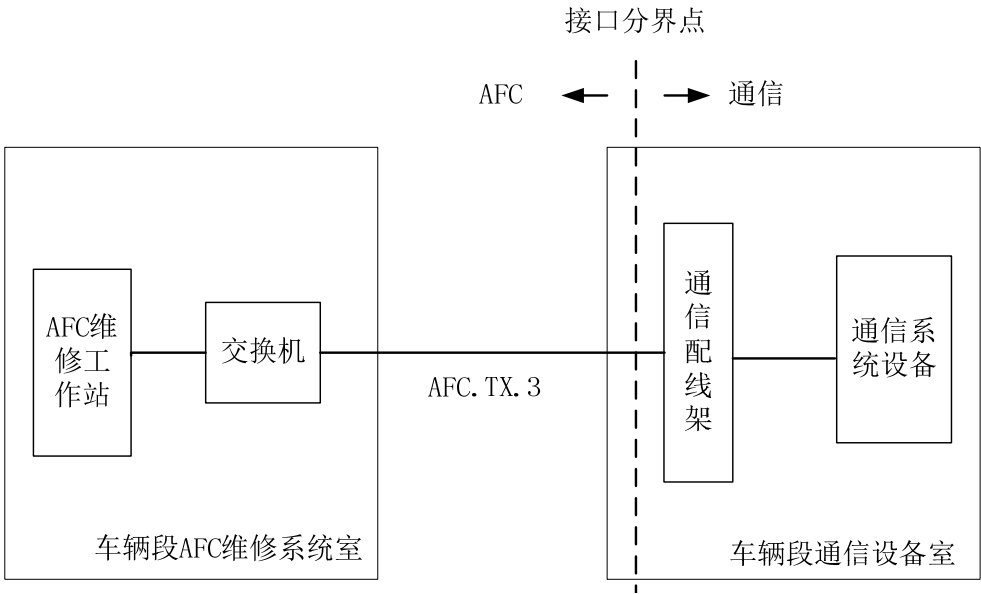 接口分界点
AFC
通信
AFC维
修工
作站
交换机
AFC.TX.3
通
信
配
线
架
通信系
统设备
车辆段AFC维修系统室
车辆段通信设备室